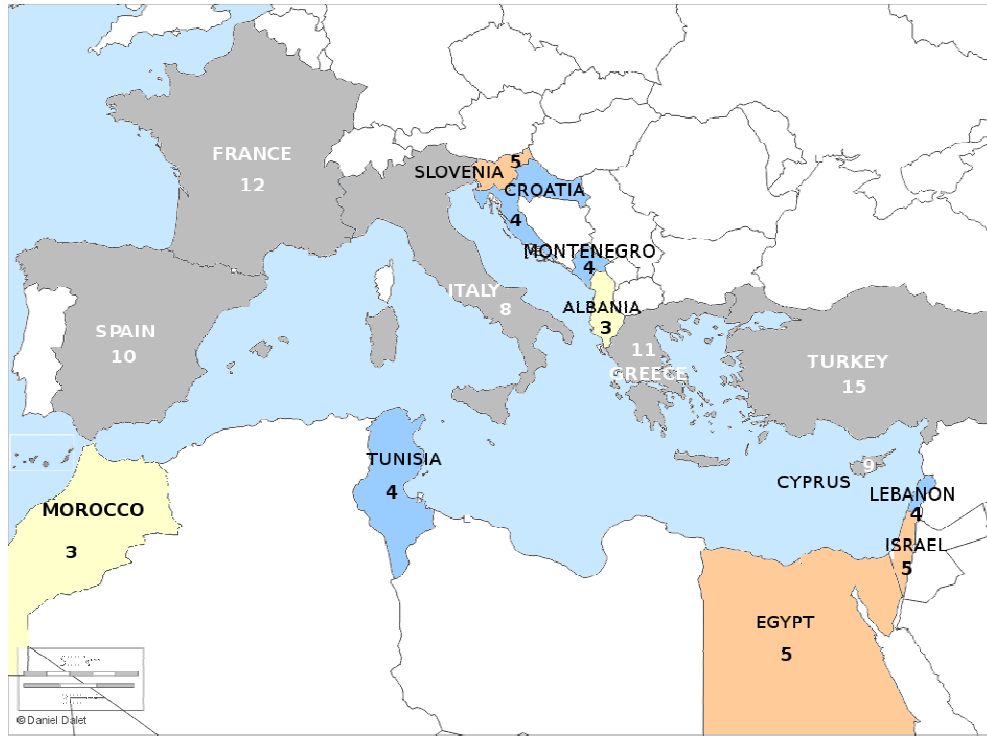 FRANCE
12
SLOVENIA
5
CROATIA
4
MONTENEGRO
4
ITALY
8
ALBANIA
3
SPAIN
10
11
GREECE
TURKEY
15
TUNISIA
4
CYPRUS
9
LEBANON
4
MOROCCO
3
ISRAEL
5
EGYPT
5
© Daniel Dalet